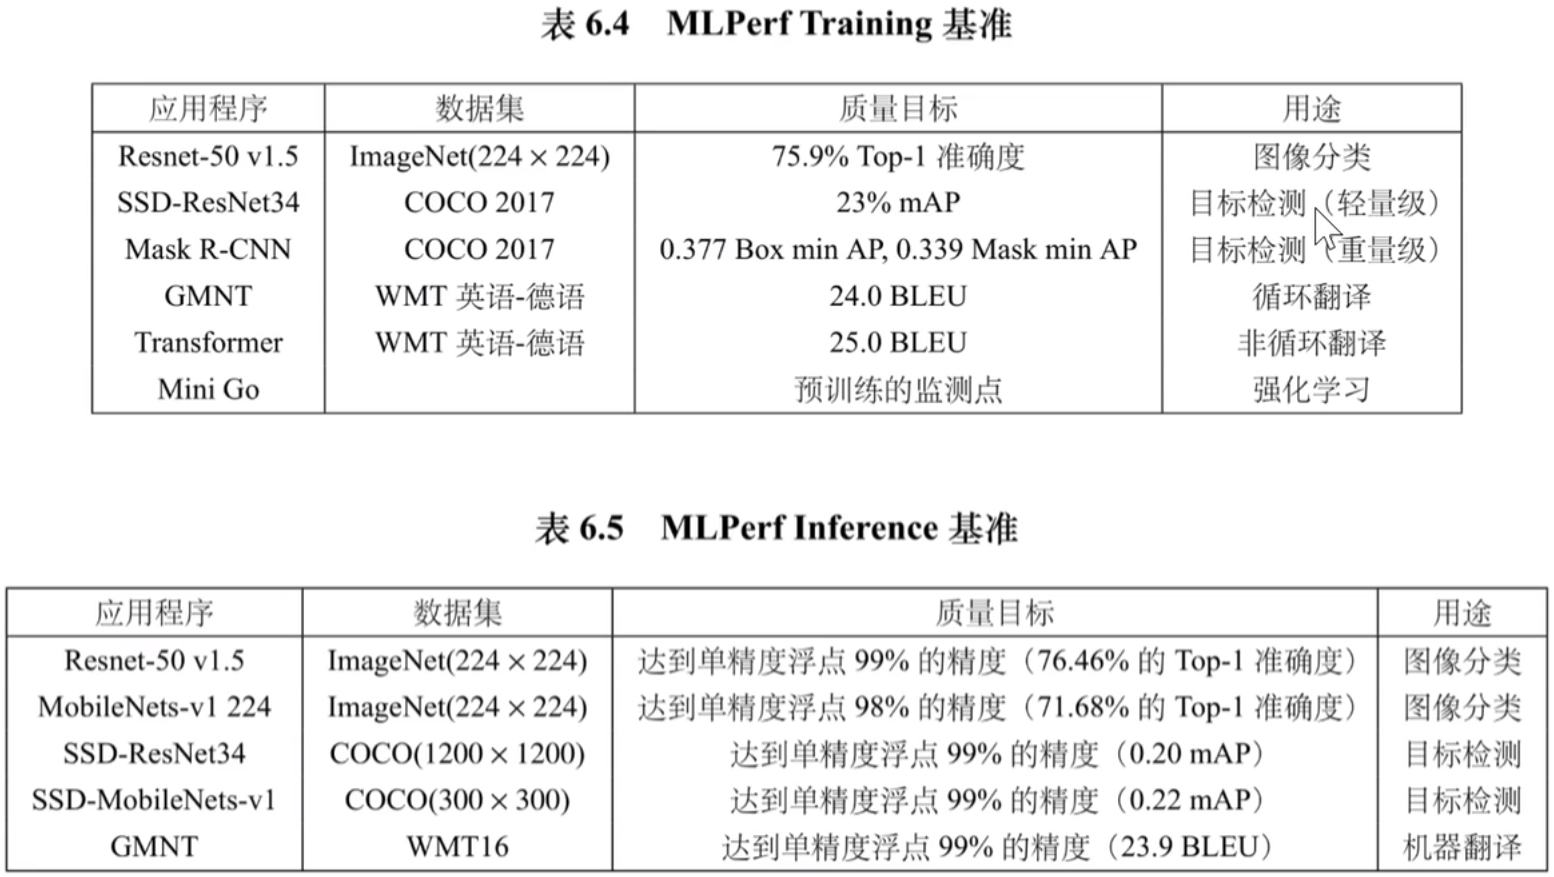 表 6.4 MLPerf Training 基准
应用程序 数据集 质量目标 用途
Resnet-50 v1.5 ImageNet(224 × 224) 75.9% Top-1 准确度 图像分类
SSD-ResNet34 COCO 2017 23% mAP 目标检测（轻量级）
Mask R-CNN COCO 2017 0.377 Box min AP, 0.339 Mask min AP 目标检测（重量级）
GMNT WMT 英语-德语 24.0 BLEU 循环翻译
Transformer WMT 英语-德语 25.0 BLEU 非循环翻译
Mini Go 预训练的监测点 强化学习
表 6.5 MLPerf Inference 基准
应用程序 数据集 质量目标 用途
Resnet-50 v1.5 ImageNet(224 × 224) 达到单精度浮点 99% 的精度（76.46% 的 Top-1 准确度） 图像分类
MobileNets-v1 224 ImageNet(224 × 224) 达到单精度浮点 98% 的精度（71.68% 的 Top-1 准确度） 图像分类
SSD-ResNet34 COCO(1200 × 1200) 达到单精度浮点 99% 的精度（0.20 mAP） 目标检测
SSD-MobileNets-v1 COCO(300 × 300) 达到单精度浮点 99% 的精度（0.22 mAP） 目标检测
GMNT WMT16 达到单精度浮点 99% 的精度（23.9 BLEU） 机器翻译